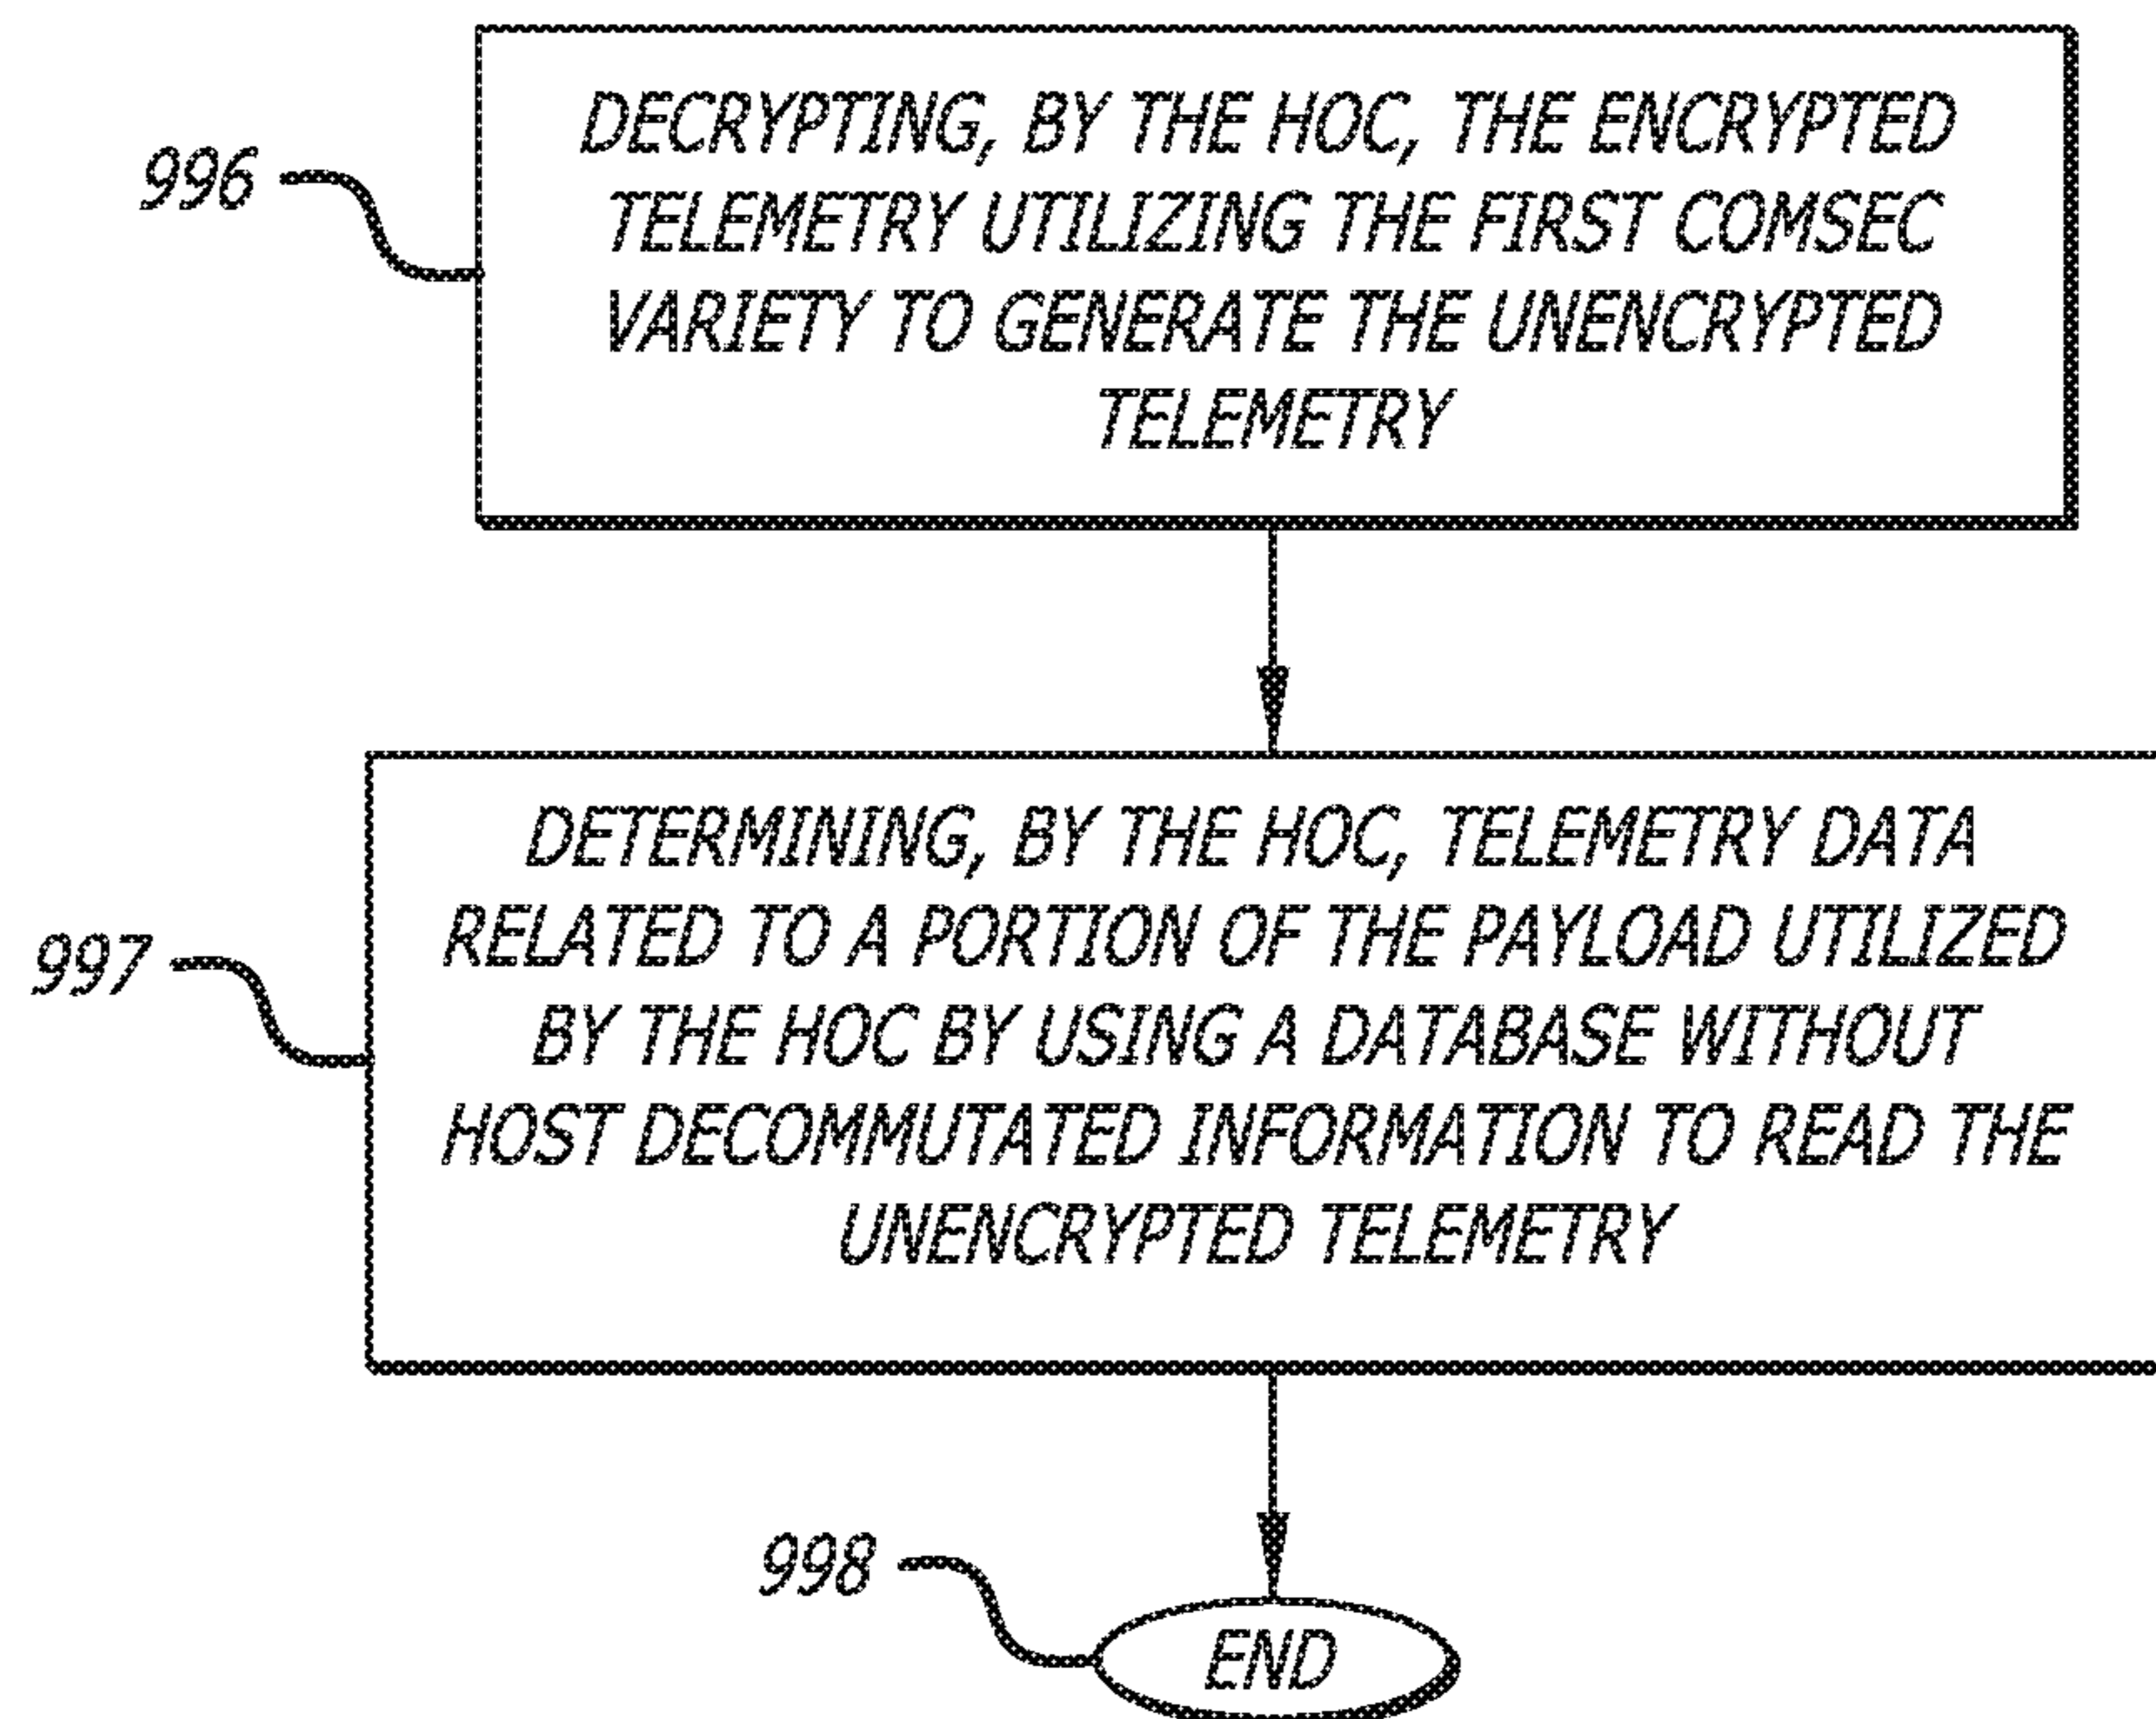 996
DECRYPTING, BY THE HOC, THE ENCRYPTED
TELEMETRY UTILIZING THE FIRST COMSEC
VARIETY TO GENERATE THE UNENCRYPTED
TELEMETRY
997
DETERMINING, BY THE HOC, TELEMETRY DATA
RELATED TO A PORTION OF THE PAYLOAD UTILIZED
BY THE HOC BY USING A DATABASE WITHOUT
HOST DECOMMUTATED INFORMATION TO READ THE
UNENCRYPTED TELEMETRY
998
END